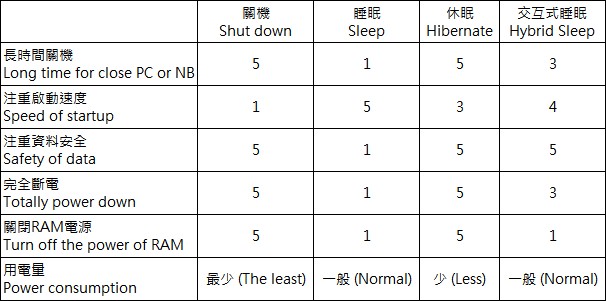 關機 睡眠 休眠 交互式睡眠
Shut down Sleep Hibernate Hybrid Sleep
長時間關機
Long time for close PC or NB
5 1 5 3
注重啟動速度
Speed of startup
1 5 3 4
注重資料安全
Safety of data
5 1 5 5
完全斷電
Totally power down
5 1 5 3
關閉RAM電源
Turn off the power of RAM
5 1 5 1
用電量
Power consumption
最少 (The least) 一般 (Normal) 少 (Less) 一般 (Normal)